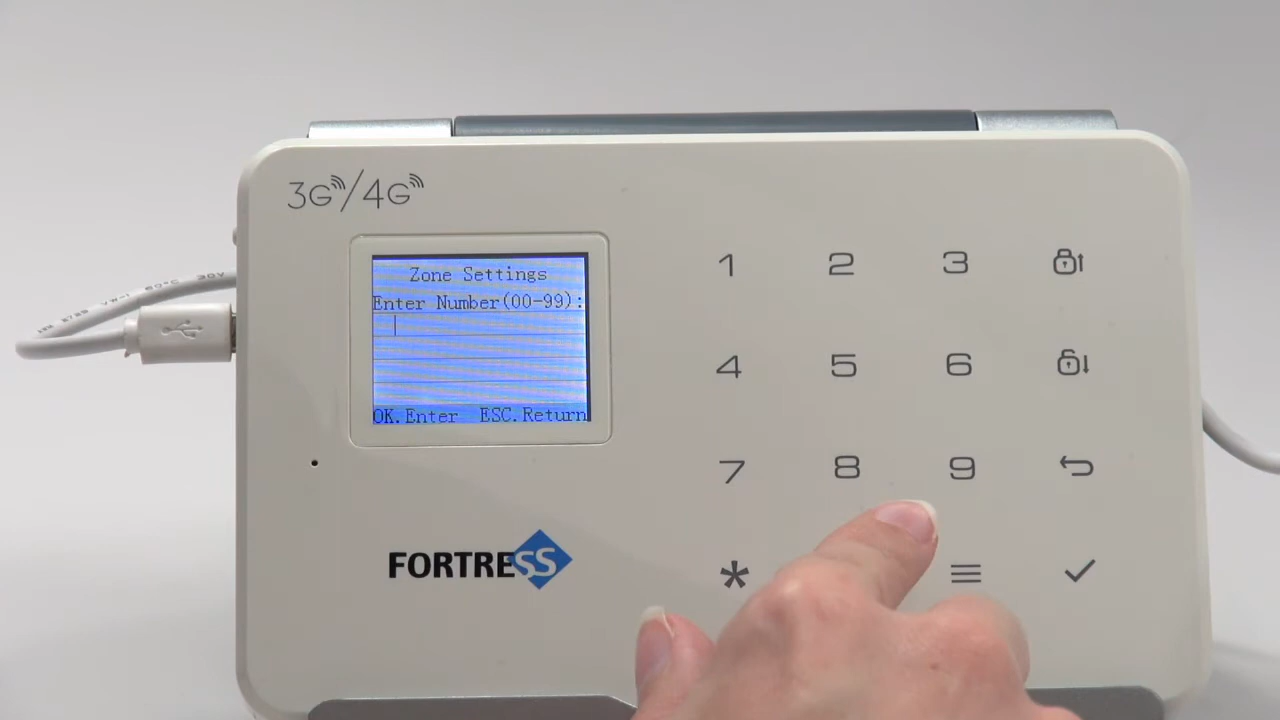 3G/4G
Zone Settings
Enter Number(00-99):
OK.Enter ESC.Return
1 2 3
4 5 6
7 8 9
*
FORTRESS